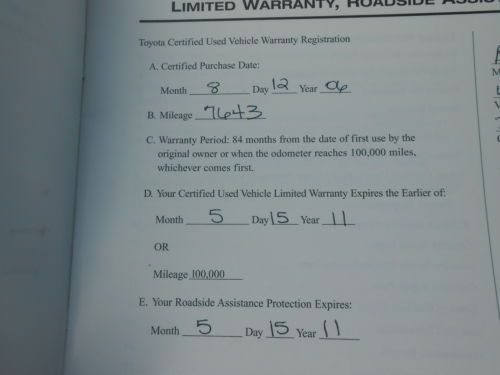 LIMITED WARRANTY, ROADSIDE
Toyota Certified Used Vehicle Warranty Registration
A. Certified Purchase Date:
Month 8 Day 12 Year 06
B. Mileage 7643
C. Warranty Period: 84 months from the date of first use by the
original owner or when the odometer reaches 100,000 miles,
whichever comes first.
D. Your Certified Used Vehicle Limited Warranty Expires the Earlier of:
Month 5 Day 15 Year 11
OR
Mileage 100,000
E. Your Roadside Assistance Protection Expires:
Month 5 Day 15 Year 11